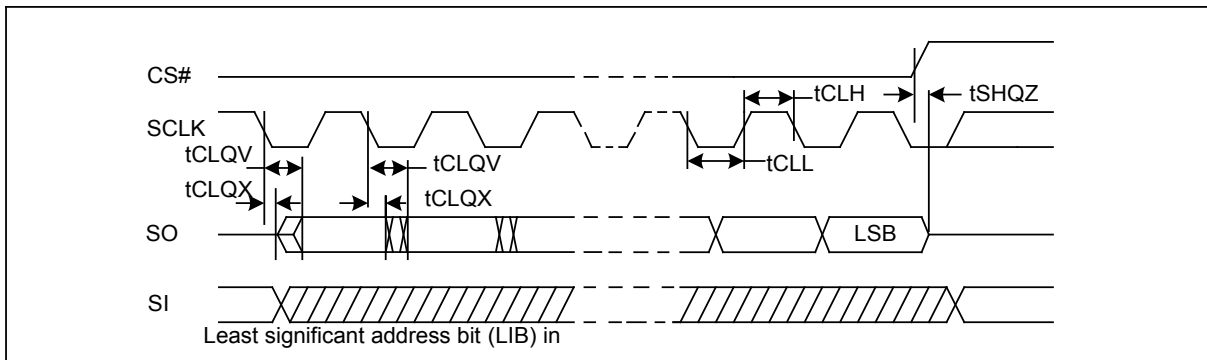 CS#
tCLH
tSHQZ
SCLK
tCLQV
tCLQV
tCLL
tCLQX
tCLQX
SO
LSB
SI
Least significant address bit (LIB) in